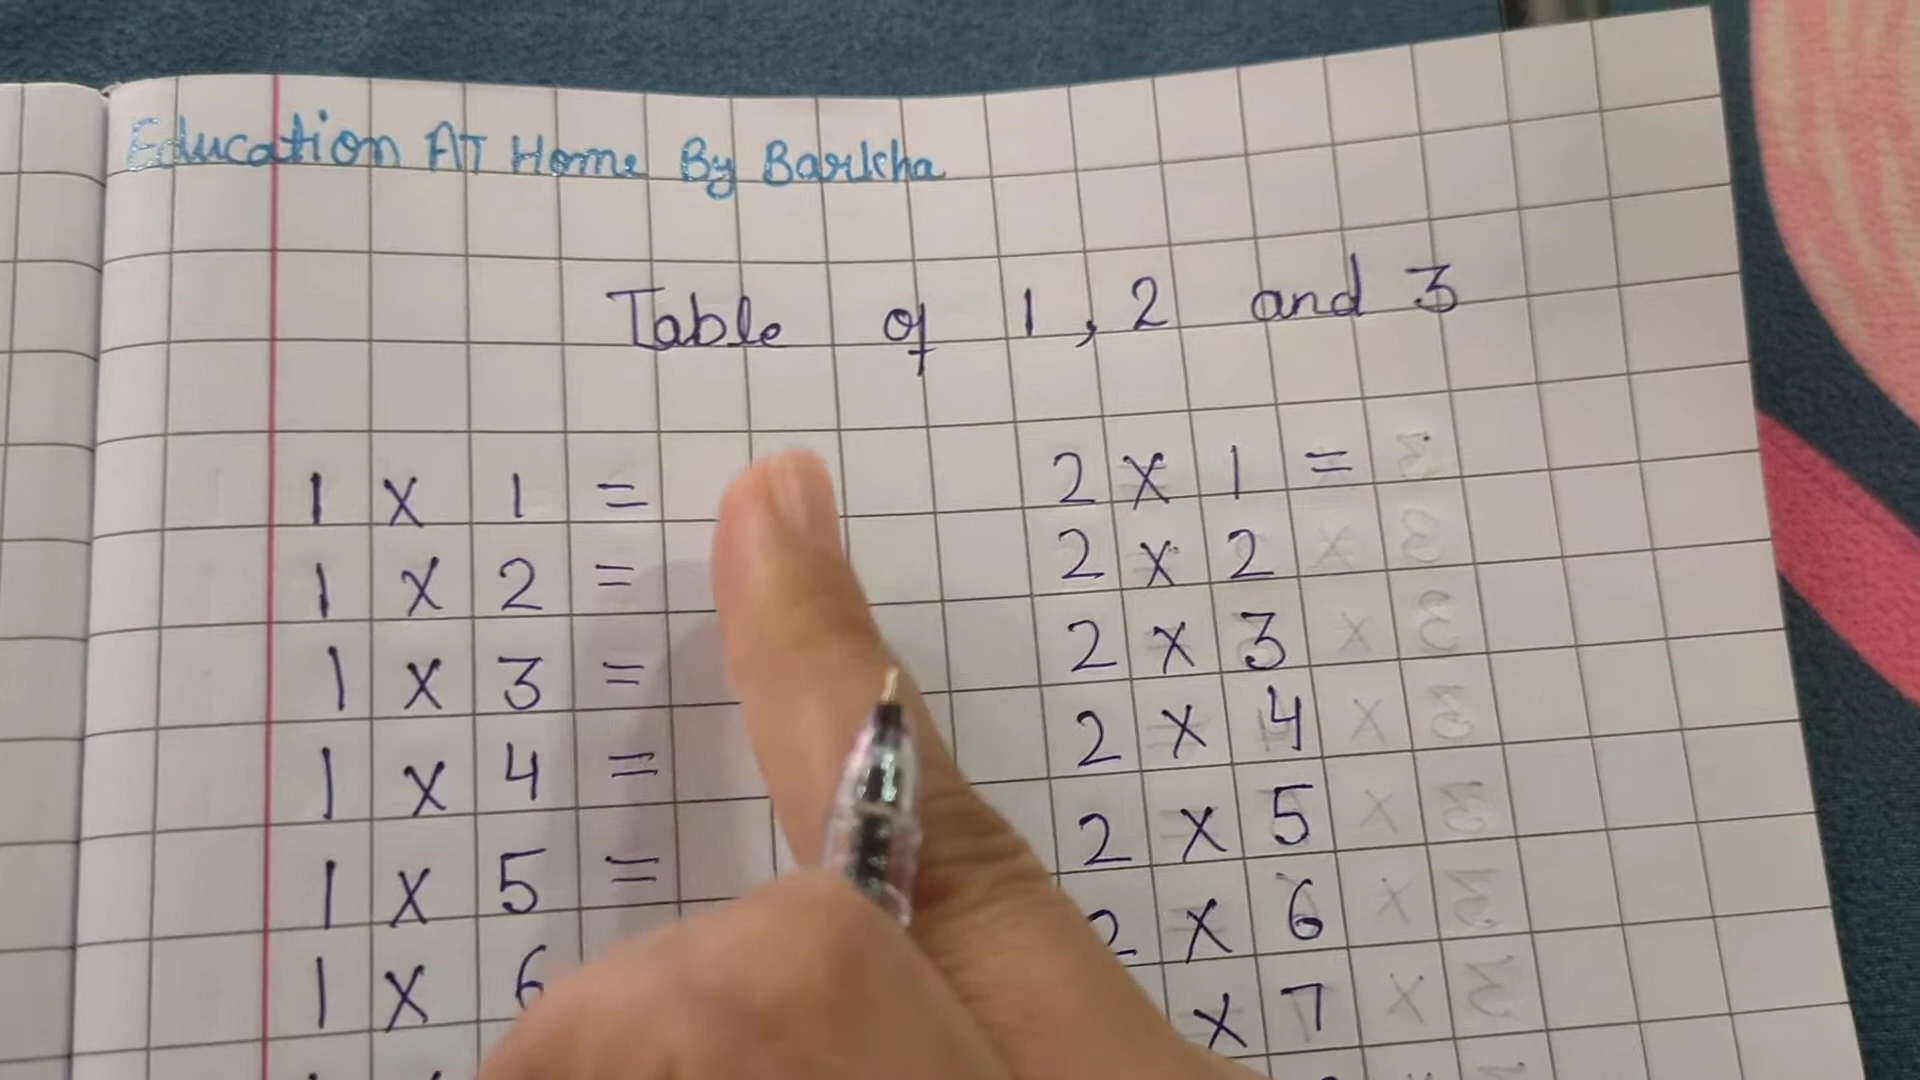 Education AT Home By Barkha
Table of 1, 2 and 3
1 x 1 =
1 x 2 =
1 x 3 =
1 x 4 =
1 x 5 =
1 x 6
2 x 1 =
2 x 2
2 x 3
2 x 4
2 x 5
2 x 6
x 7